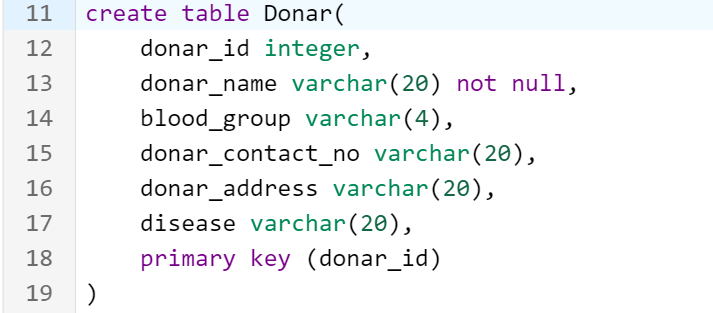 11 create table Donar(
12     donar_id integer,
13     donar_name varchar(20) not null,
14     blood_group varchar(4),
15     donar_contact_no varchar(20),
16     donar_address varchar(20),
17     disease varchar(20),
18     primary key (donar_id)
19 )